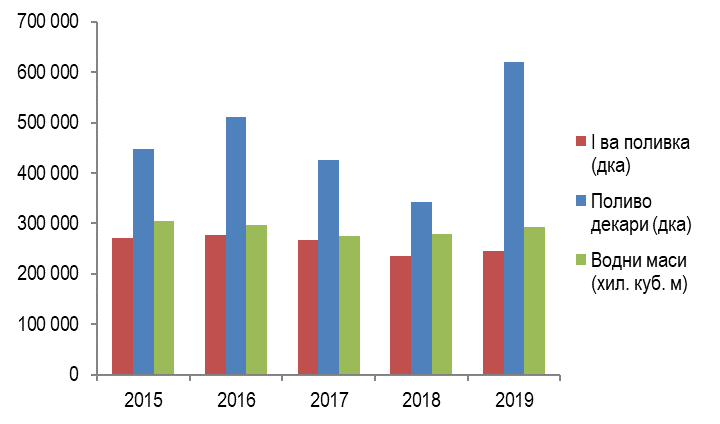 700 000
600 000
500 000
400 000
300 000
200 000
100 000
0
2015 2016 2017 2018 2019
І ва поливка
(дка)
Поливо
декари (дка)
Водни маси
(хил. куб. м)